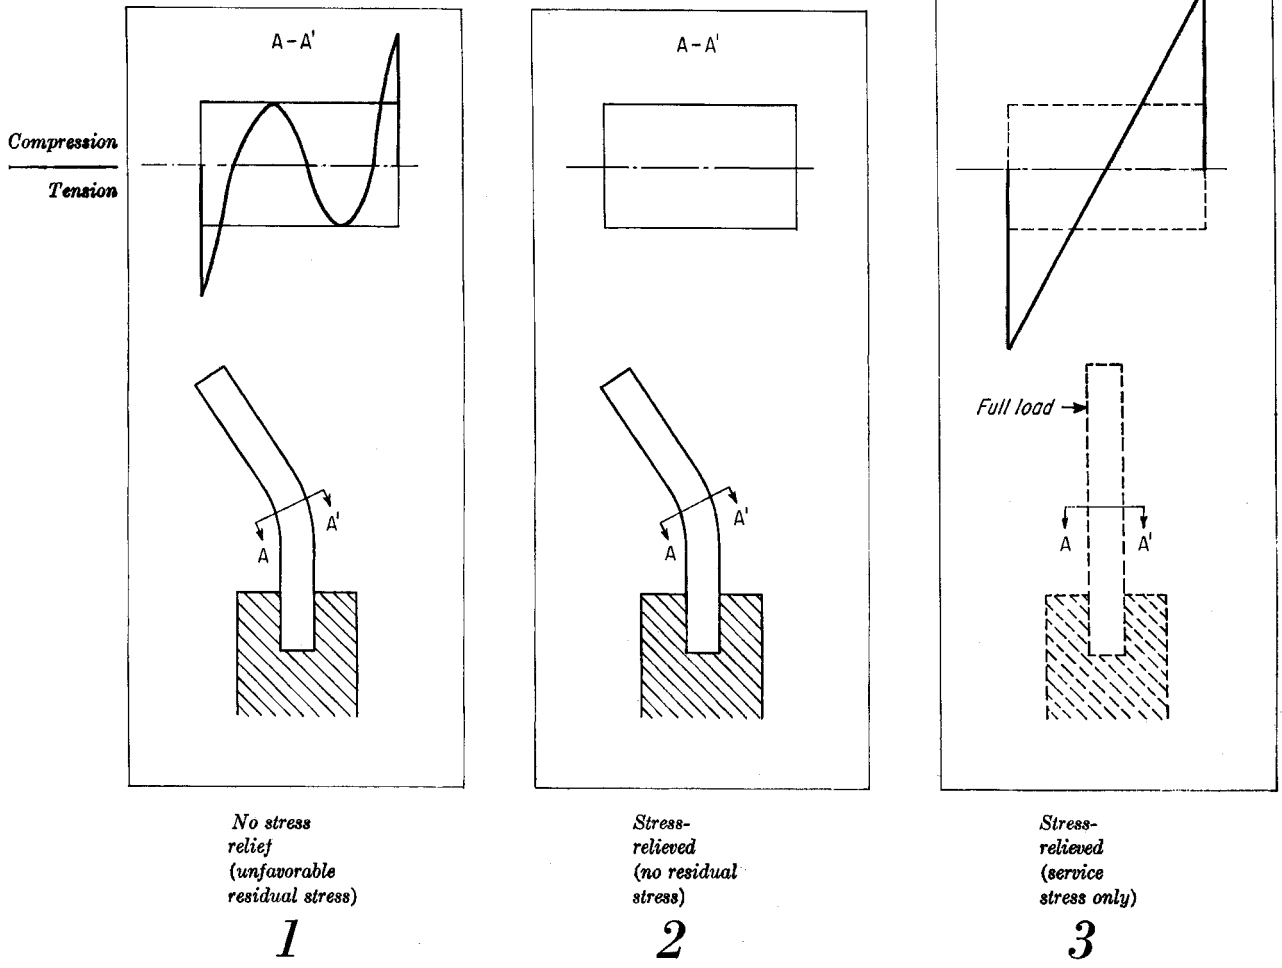 A-A'
A-A'
Compression
Tension
Full load
A
A'
A
A'
A
A'
No stress
relief
(unfavorable
residual stress)
1
Stress-
relieved
(no residual
stress)
2
Stress-
relieved
(service
stress only)
3